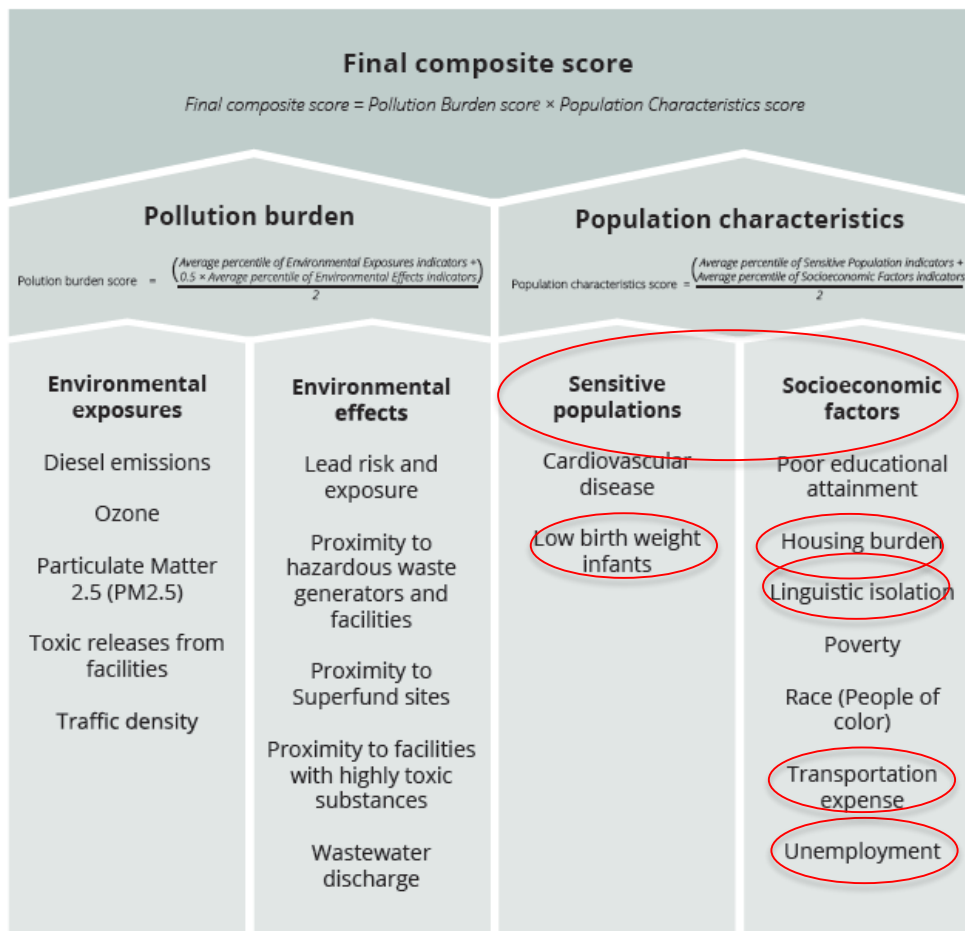 Final composite score
Final composite score = Pollution Burden score × Population Characteristics score
Pollution burden
Polution burden score = (Average percentile of Environmental Exposures indicators +
0.5 × Average percentile of Environmental Effects indicators)
2
Population characteristics
Population characteristics score = (Average percentile of Sensitive Population indicators +
(Average percentile of Socioeconomic Factors indicators
2
Environmental
exposures
Diesel emissions
Ozone
Particulate Matter
2.5 (PM2.5)
Toxic releases from
facilities
Traffic density
Environmental
effects
Lead risk and
exposure
Proximity to
hazardous waste
generators and
facilities
Proximity to
Superfund sites
Proximity to facilities
with highly toxic
substances
Wastewater
discharge
Sensitive
populations
Cardiovascular
disease
Low birth weight
infants
Socioeconomic
factors
Poor educational
attainment
Housing burden
Linguistic isolation
Poverty
Race (People of
color)
Transportation
expense
Unemployment